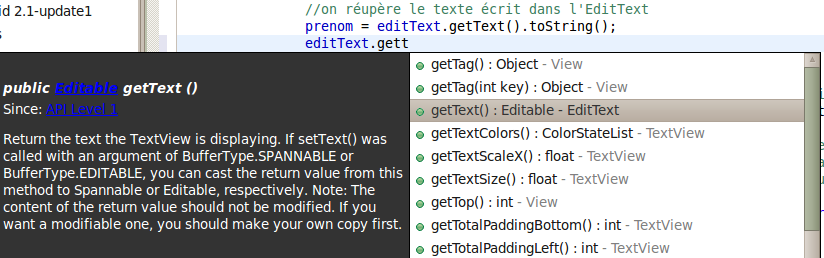 id 2.1-update1
//on réupère le texte écrit dans l'EditText
prenom = editText.getText().toString();
editText.gett
public Editable getText ()
Since: API Level 1
Return the text the TextView is displaying. If setText() was
called with an argument of BufferType.SPANNABLE or
BufferType.EDITABLE, you can cast the return value from this
method to Spannable or Editable, respectively. Note: The
content of the return value should not be modified. If you
want a modifiable one, you should make your own copy first.
getTag() : Object - View
getTag(int key) : Object - View
getText() : Editable - EditText
getTextColors() : ColorStateList - TextView
getTextScaleX() : float - TextView
getTextSize() : float - TextView
getTop() : int - View
getTotalPaddingBottom() : int - TextView
getTotalPaddingLeft() : int - TextView